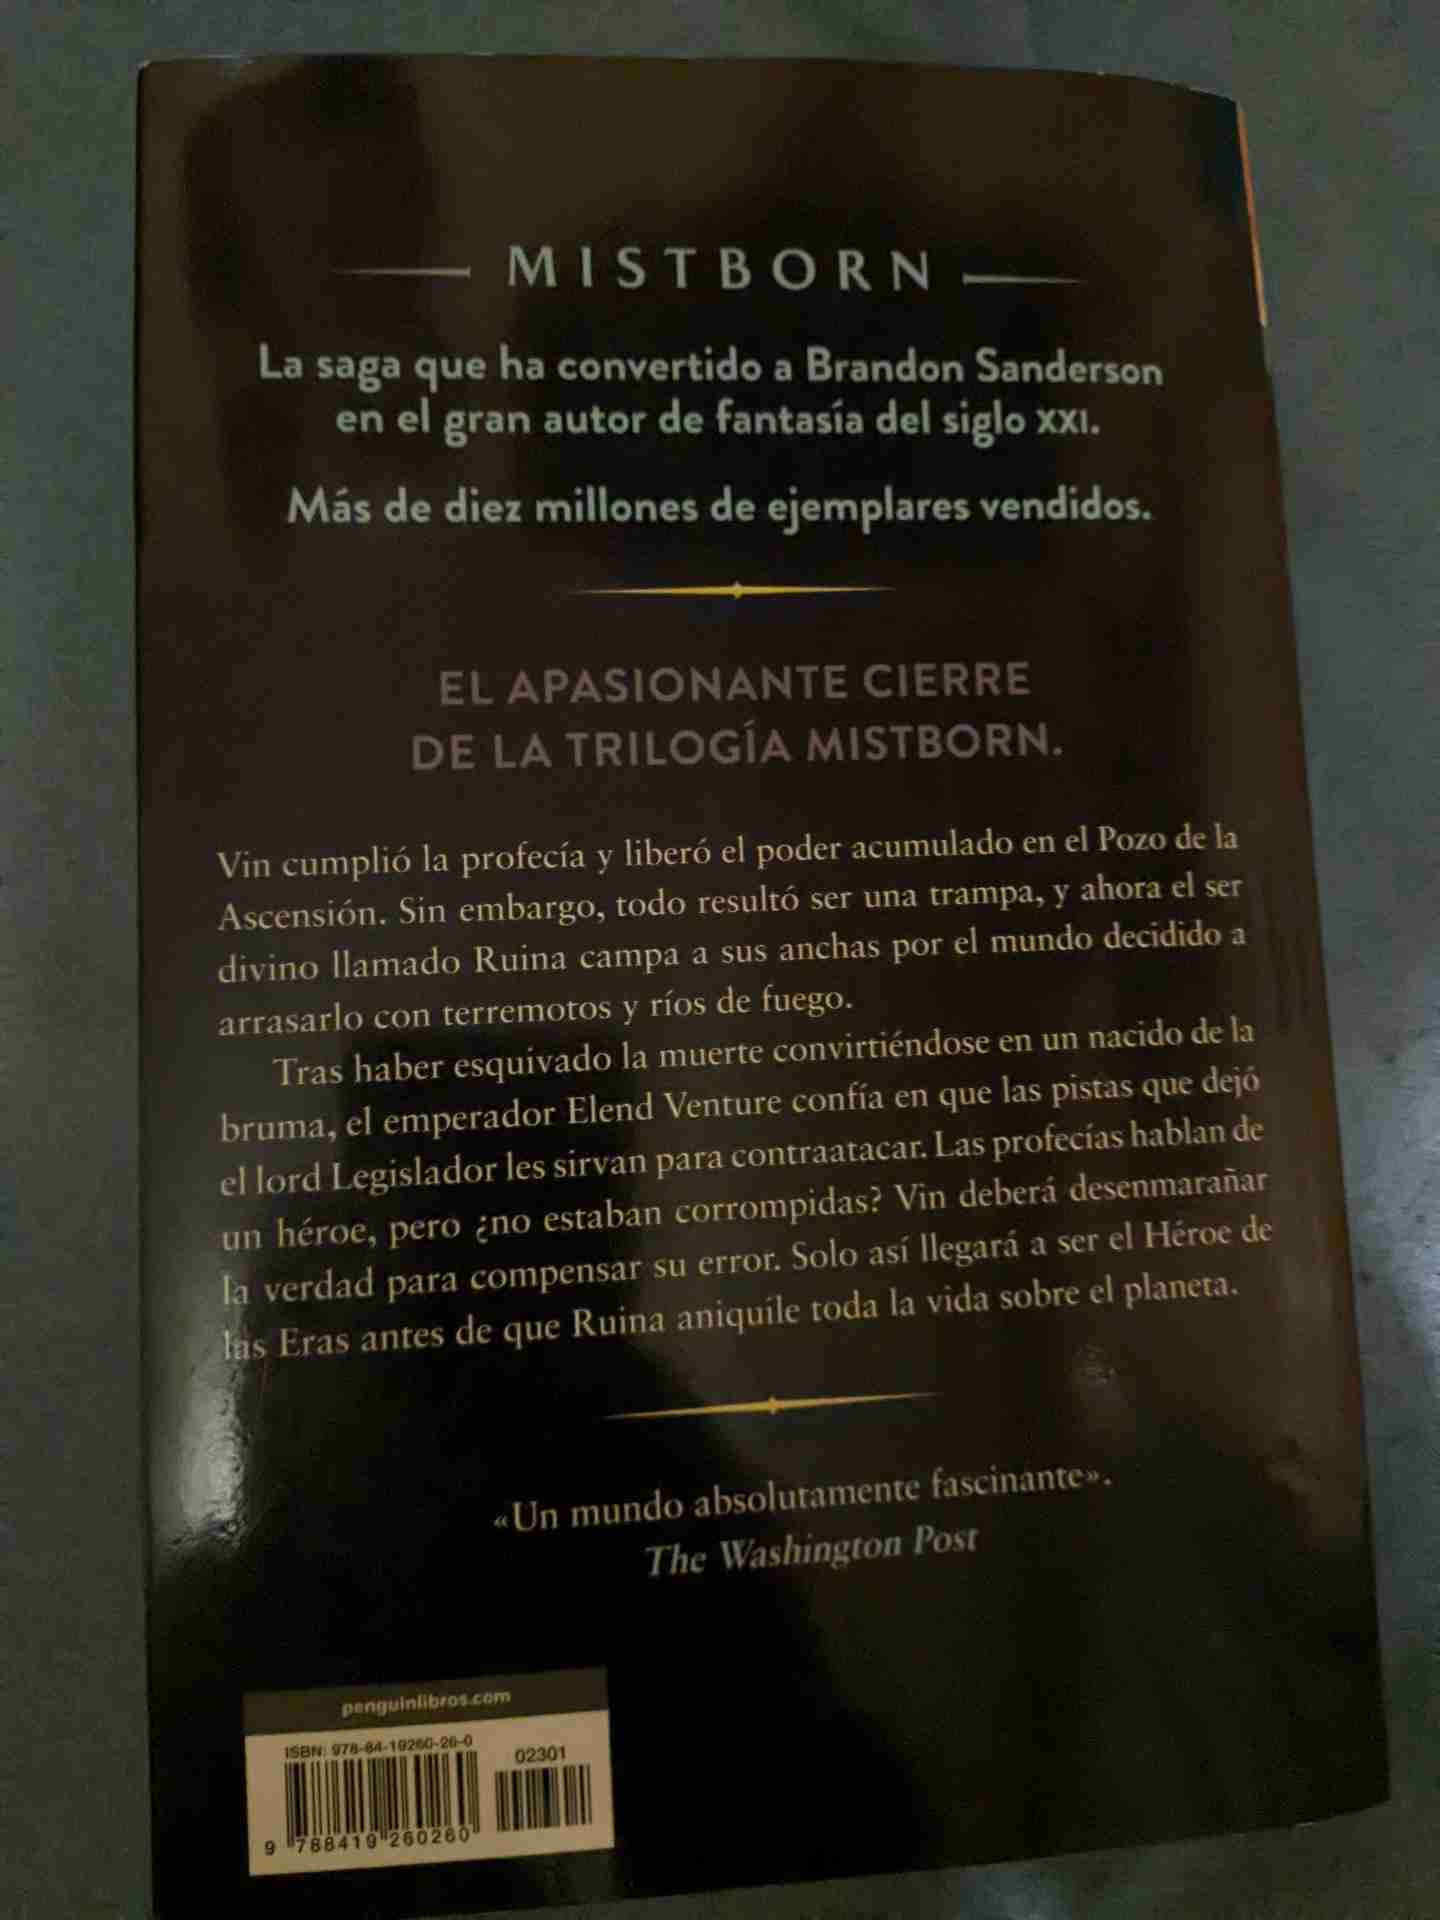 MISTBORN
La saga que ha convertido a Brandon Sanderson
en el gran autor de fantasía del siglo XXI.
Más de diez millones de ejemplares vendidos.
EL APASIONANTE CIERRE
DE LA TRILOGÍA MISTBORN.
Vin cumplió la profecía y liberó el poder acumulado en el Pozo de la
Ascensión. Sin embargo, todo resultó ser una trampa, y ahora el ser
divino llamado Ruina campa a sus anchas por el mundo decidido a
arrasarlo con terremotos y ríos de fuego.
Tras haber esquivado la muerte convirtiéndose en un nacido de la
bruma, el emperador Elend Venture confía en que las pistas que dejó
el lord Legislador les sirvan para contraatacar. Las profecías hablan de
un héroe, pero ¿no estaban corrompidas? Vin deberá desenmarañar
la verdad para compensar su error. Solo así llegará a ser el Héroe de
las Eras antes de que Ruina aniquile toda la vida sobre el planeta.
«Un mundo absolutamente fascinante».
The Washington Post
penguinlibros.com
ISBN: 978-84-19260-26-0
02301
9 788419 260260